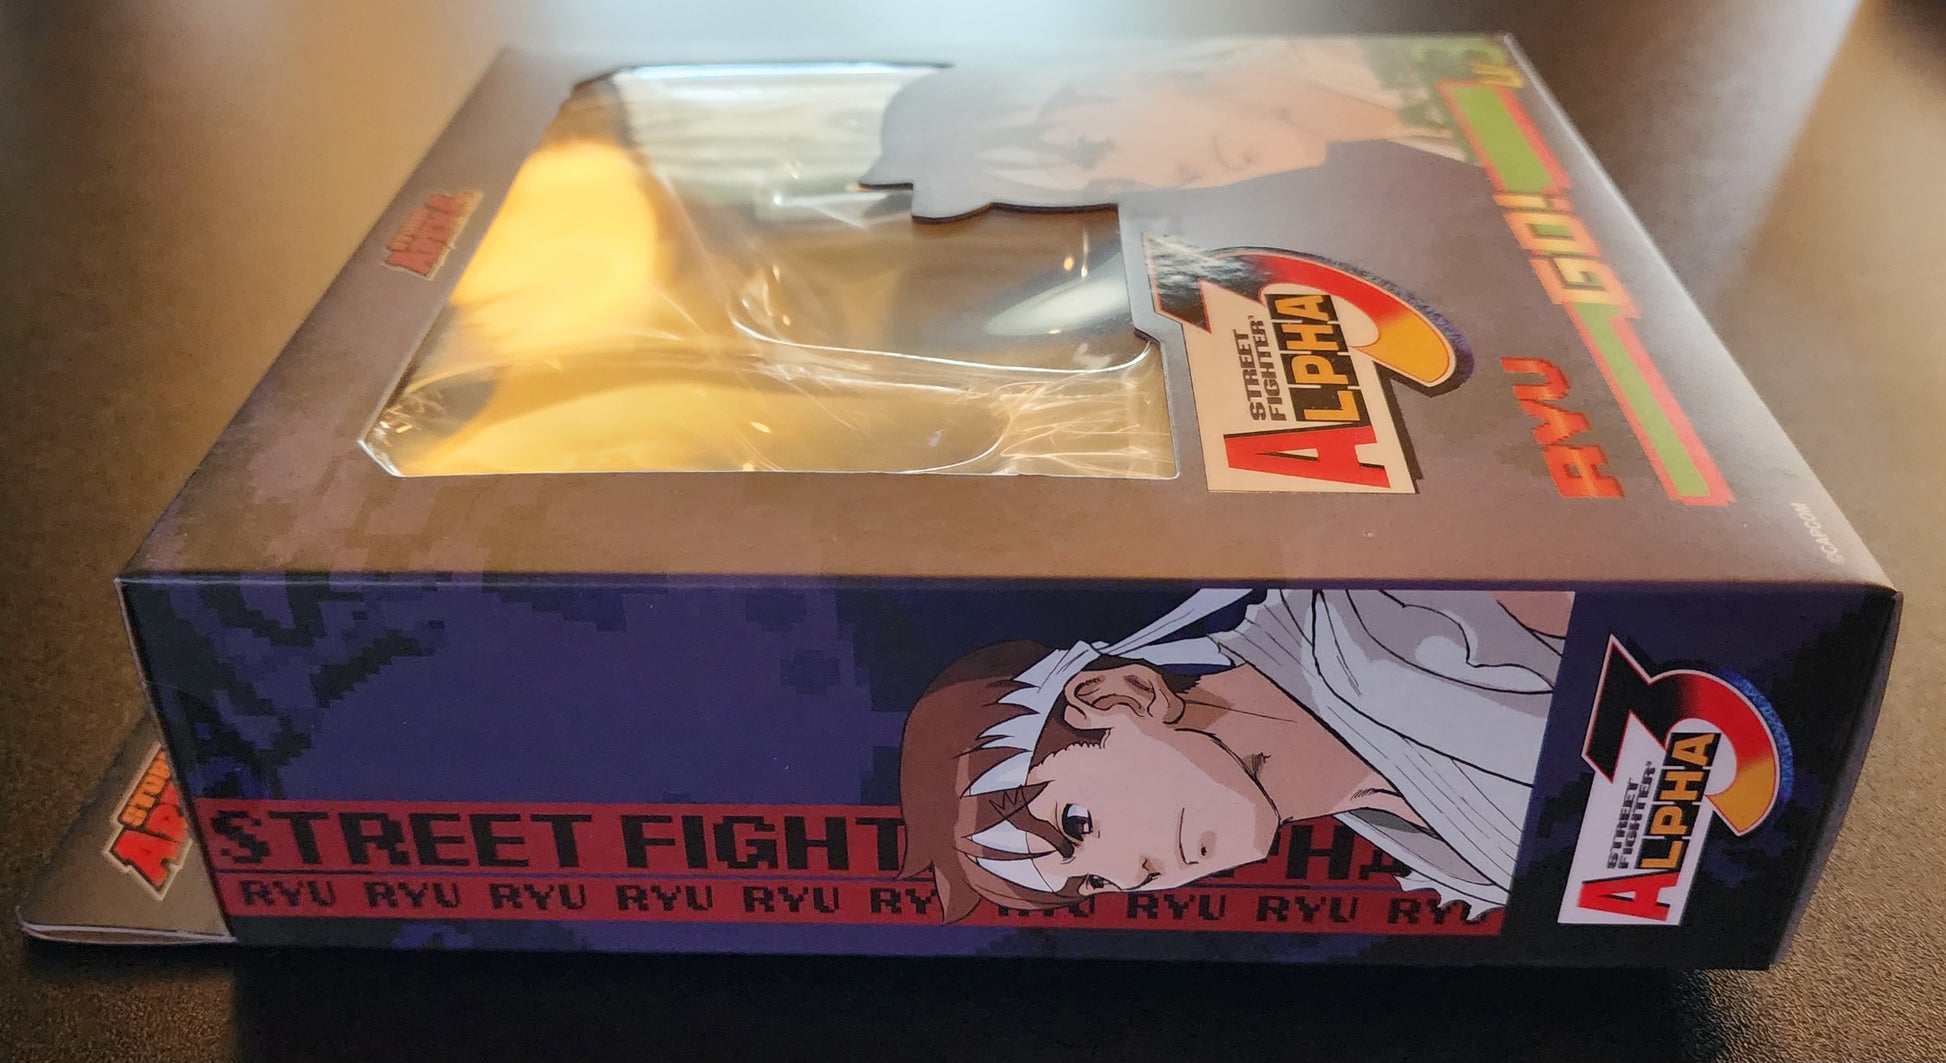 STREET
FIGHTER
ALPHA
3
GO!
RYU
©CAPCOM
STREET FIGHT
PHA
RYU RYU RYU RYU RYU RY RYU RYU RYU
STREET
FIGHTER
ALPHA
3